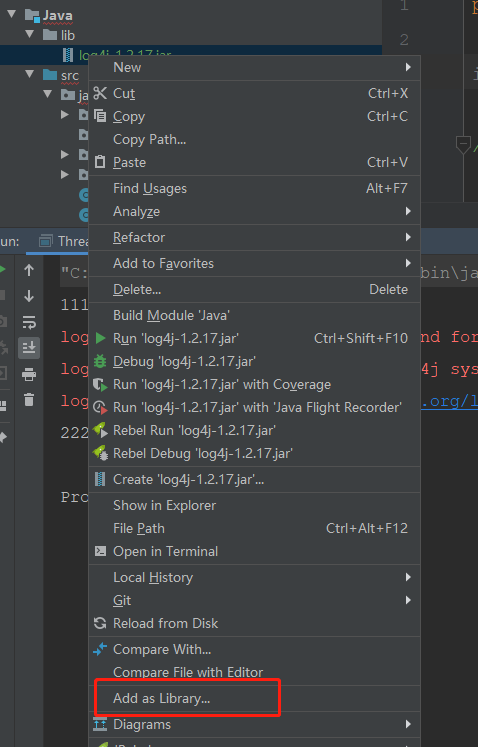 Java
lib
log4j-1.2.17.jar
src
1
2
New
Cut Ctrl+X
Copy Ctrl+C
Copy Path...
Paste Ctrl+V
Find Usages Alt+F7
Analyze
Refactor
Add to Favorites
Delete... Delete
Build Module 'Java'
Run 'log4j-1.2.17.jar' Ctrl+Shift+F10
Debug 'log4j-1.2.17.jar'
Run 'log4j-1.2.17.jar' with Coverage
Run 'log4j-1.2.17.jar' with 'Java Flight Recorder'
Rebel Run 'log4j-1.2.17.jar'
Rebel Debug 'log4j-1.2.17.jar'
Create 'log4j-1.2.17.jar'...
Show in Explorer
File Path Ctrl+Alt+F12
Open in Terminal
Local History
Git
Reload from Disk
Compare With...
Compare File with Editor
Add as Library...
Diagrams
un: Threa
"C: bin\ja
111
log nd for
log 4j sys
log .org/l
222
Pro